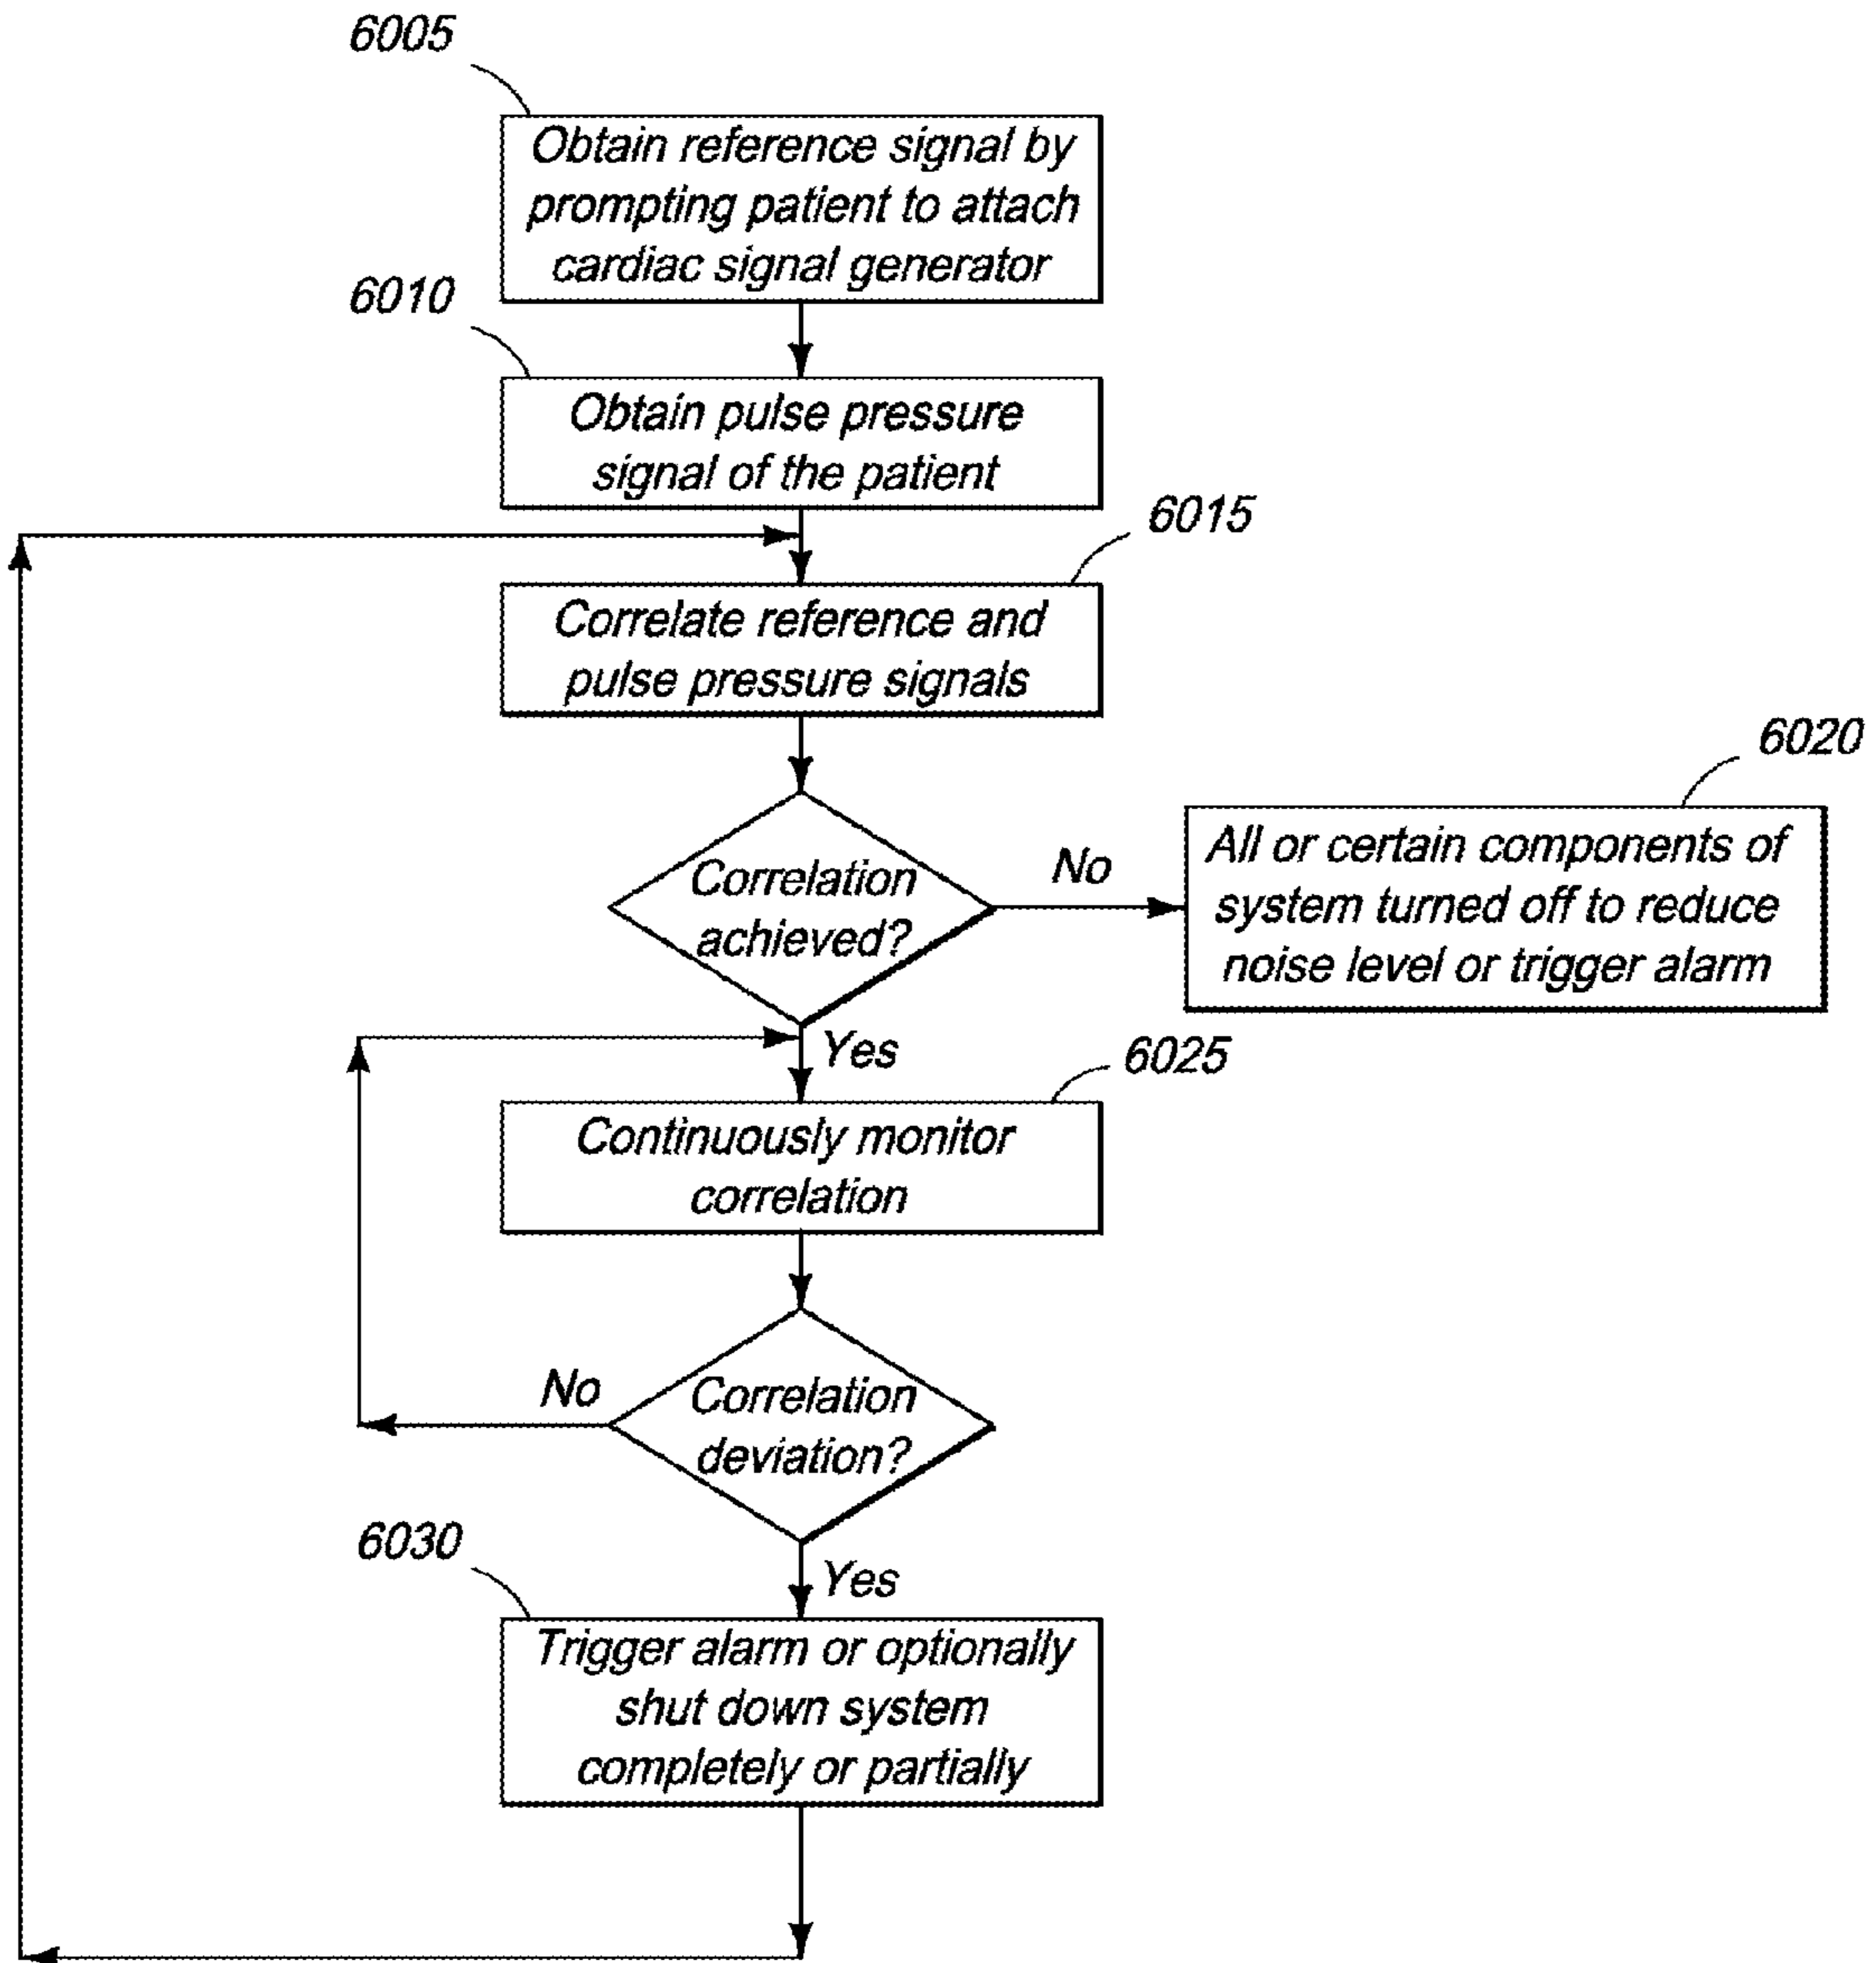 6005
Obtain reference signal by
prompting patient to attach
cardiac signal generator
6010
Obtain pulse pressure
signal of the patient
6015
Correlate reference and
pulse pressure signals
6020
Correlation
achieved?
No
All or certain components of
system turned off to reduce
noise level or trigger alarm
Yes
6025
Continuously monitor
correlation
No
Correlation
deviation?
6030
Yes
Trigger alarm or optionally
shut down system
completely or partially